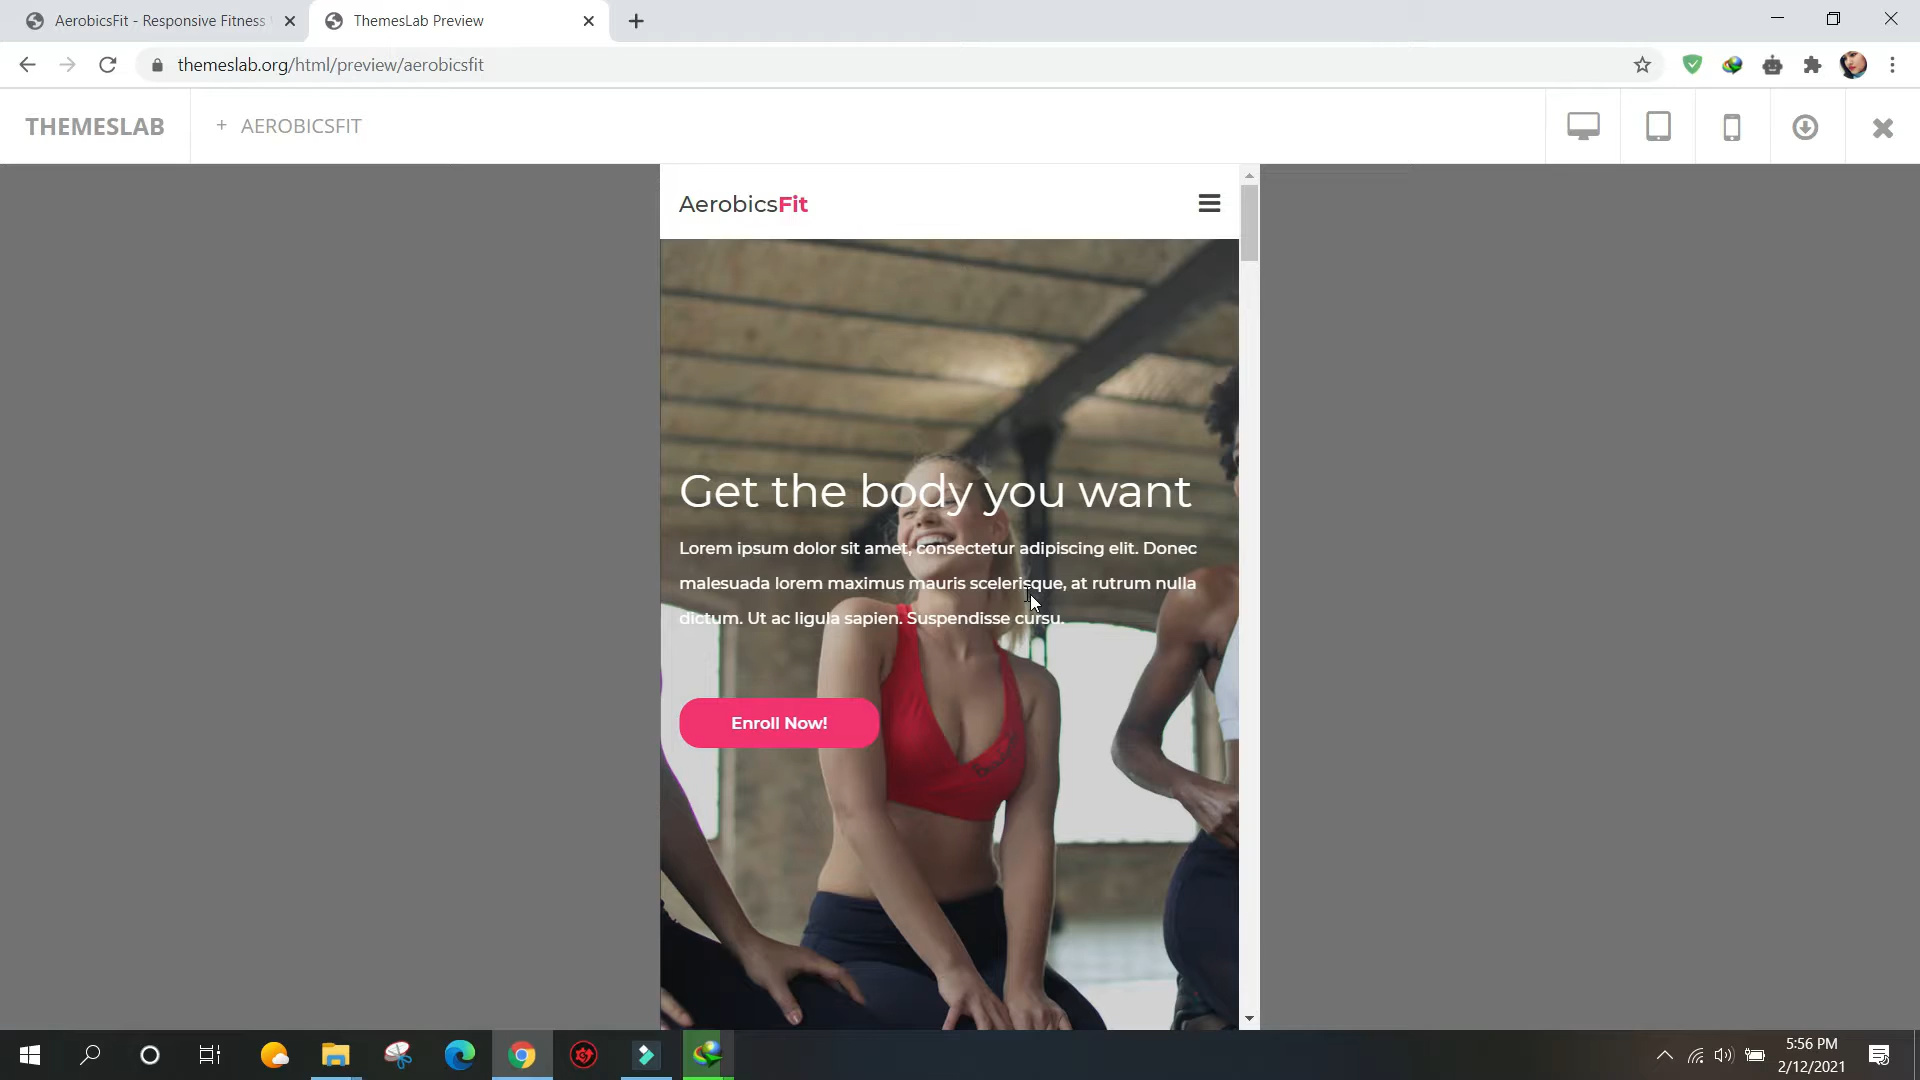 AerobicsFit - Responsive Fitness
ThemesLab Preview
themeslab.org/html/preview/aerobicsfit
THEMESLAB
+ AEROBICSFIT
AerobicsFit
Get the body you want
Lorem ipsum dolor sit amet, consectetur adipiscing elit. Donec
malesuada lorem maximus mauris scelerisque, at rutrum nulla
dictum. Ut ac ligula sapien. Suspendisse cursu.
Enroll Now!
5:56 PM
2/12/2021